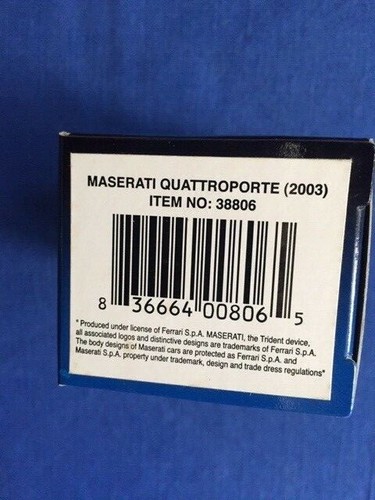 MASERATI QUATTROPORTE (2003)
ITEM NO: 38806
8 36664 00806 5
* Produced under license of Ferrari S.p.A. MASERATI, the Trident device,
all associated logos and distinctive designs are trademarks of Ferrari S.p.A.
The body designs of Maserati cars are protected as Ferrari S.p.A. and
Maserati S.p.A. property under trademark, design and trade dress regulations"